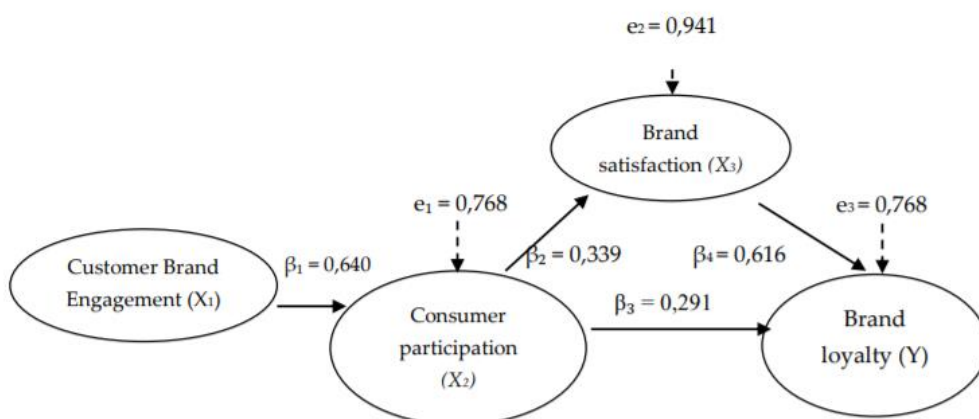 e₂ = 0,941
Brand
satisfaction (X₃)
e₁ = 0,768
e₃ = 0,768
Customer Brand
Engagement (X₁)
β₁ = 0,640
β₂ = 0,339
β₄ = 0,616
Consumer
participation
(X₂)
β₃ = 0,291
Brand
loyalty (Y)